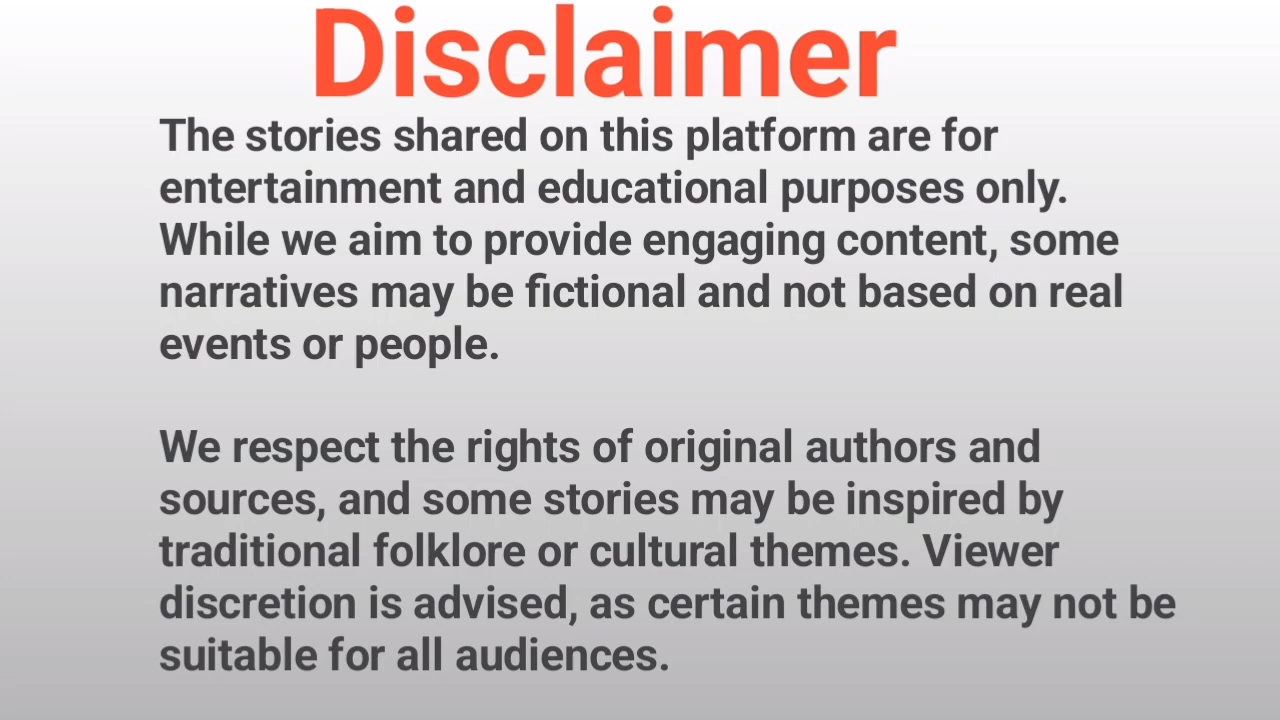 Disclaimer
The stories shared on this platform are for
entertainment and educational purposes only.
While we aim to provide engaging content, some
narratives may be fictional and not based on real
events or people.
We respect the rights of original authors and
sources, and some stories may be inspired by
traditional folklore or cultural themes. Viewer
discretion is advised, as certain themes may not be
suitable for all audiences.